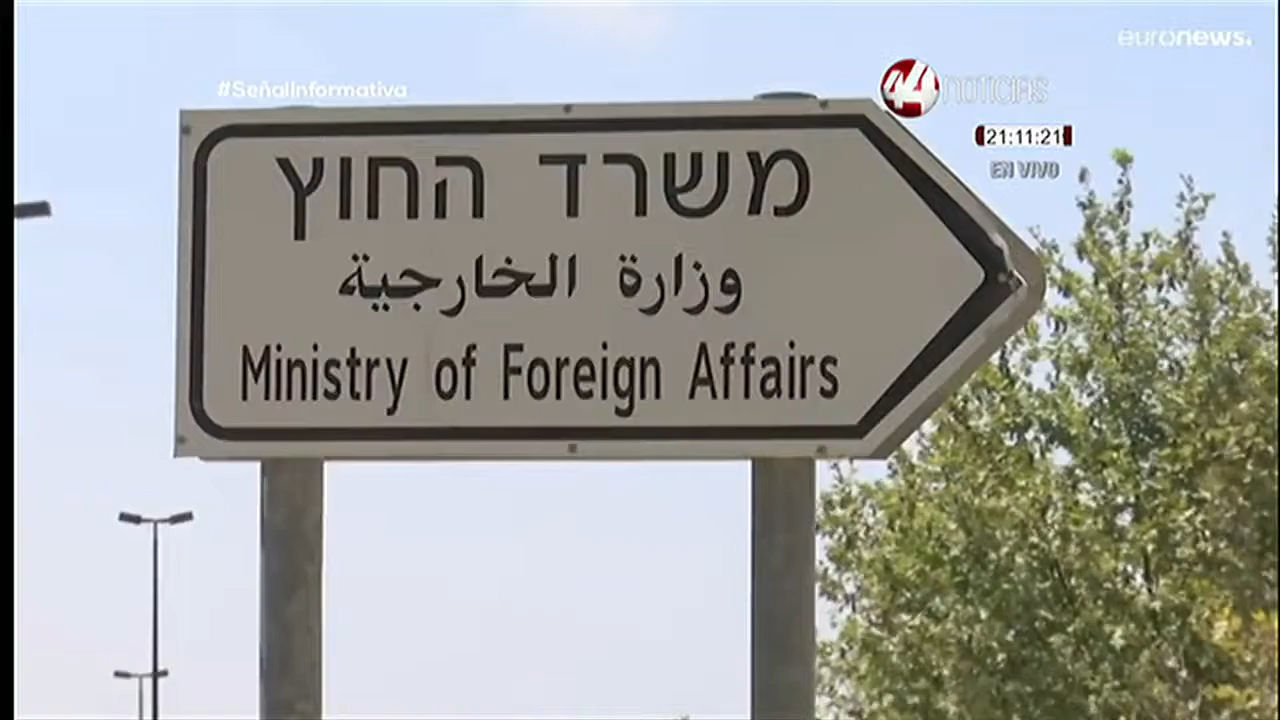 euronews.
#SeñalInformativa
44 NOTICIAS
21:11:21
EN VIVO
משרד החוץ
وزارة الخارجية
Ministry of Foreign Affairs